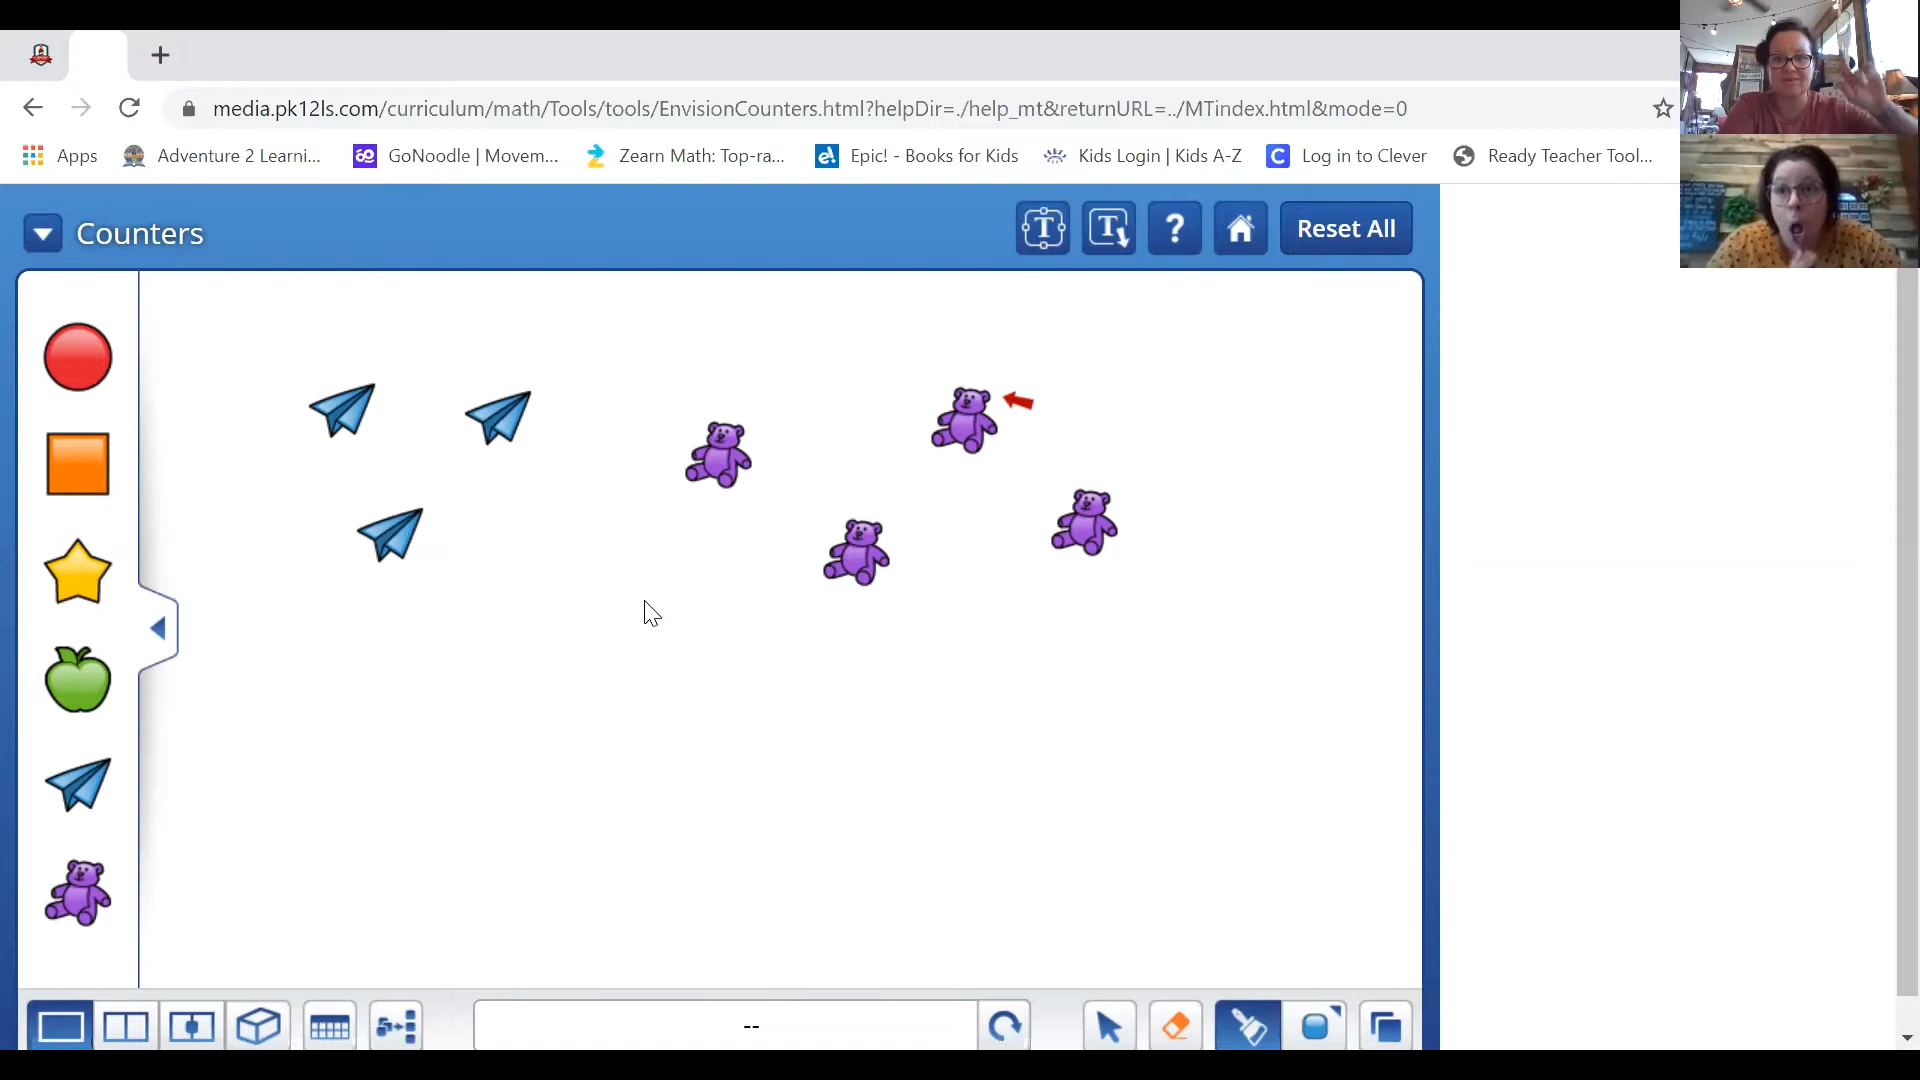 media.pk12ls.com/curriculum/math/Tools/tools/EnvisionCounters.html?helpDir=./help_mt&returnURL=../MTindex.html&mode=0
Apps Adventure 2 Learni... GoNoodle | Movem... Zearn Math: Top-ra... Epic! - Books for Kids Kids Login | Kids A-Z Log in to Clever Ready Teacher Tool...
Counters T T ? Reset All
--